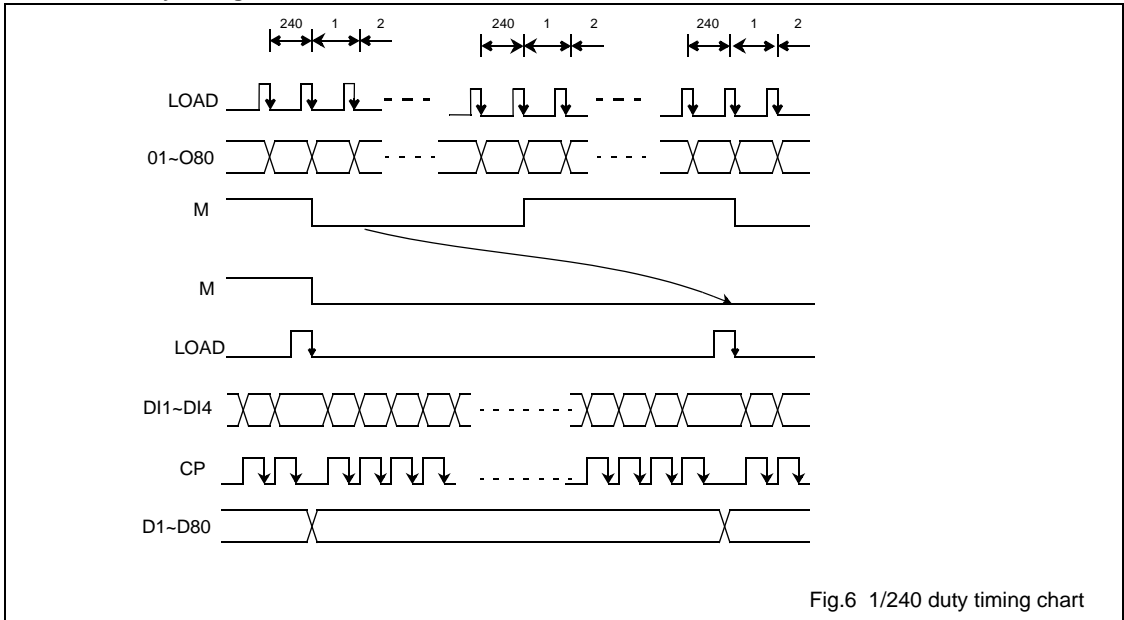 240 1 2 240 1 2 240 1 2
LOAD
01~O80
M
M
LOAD
DI1~DI4
CP
D1~D80
Fig.6 1/240 duty timing chart